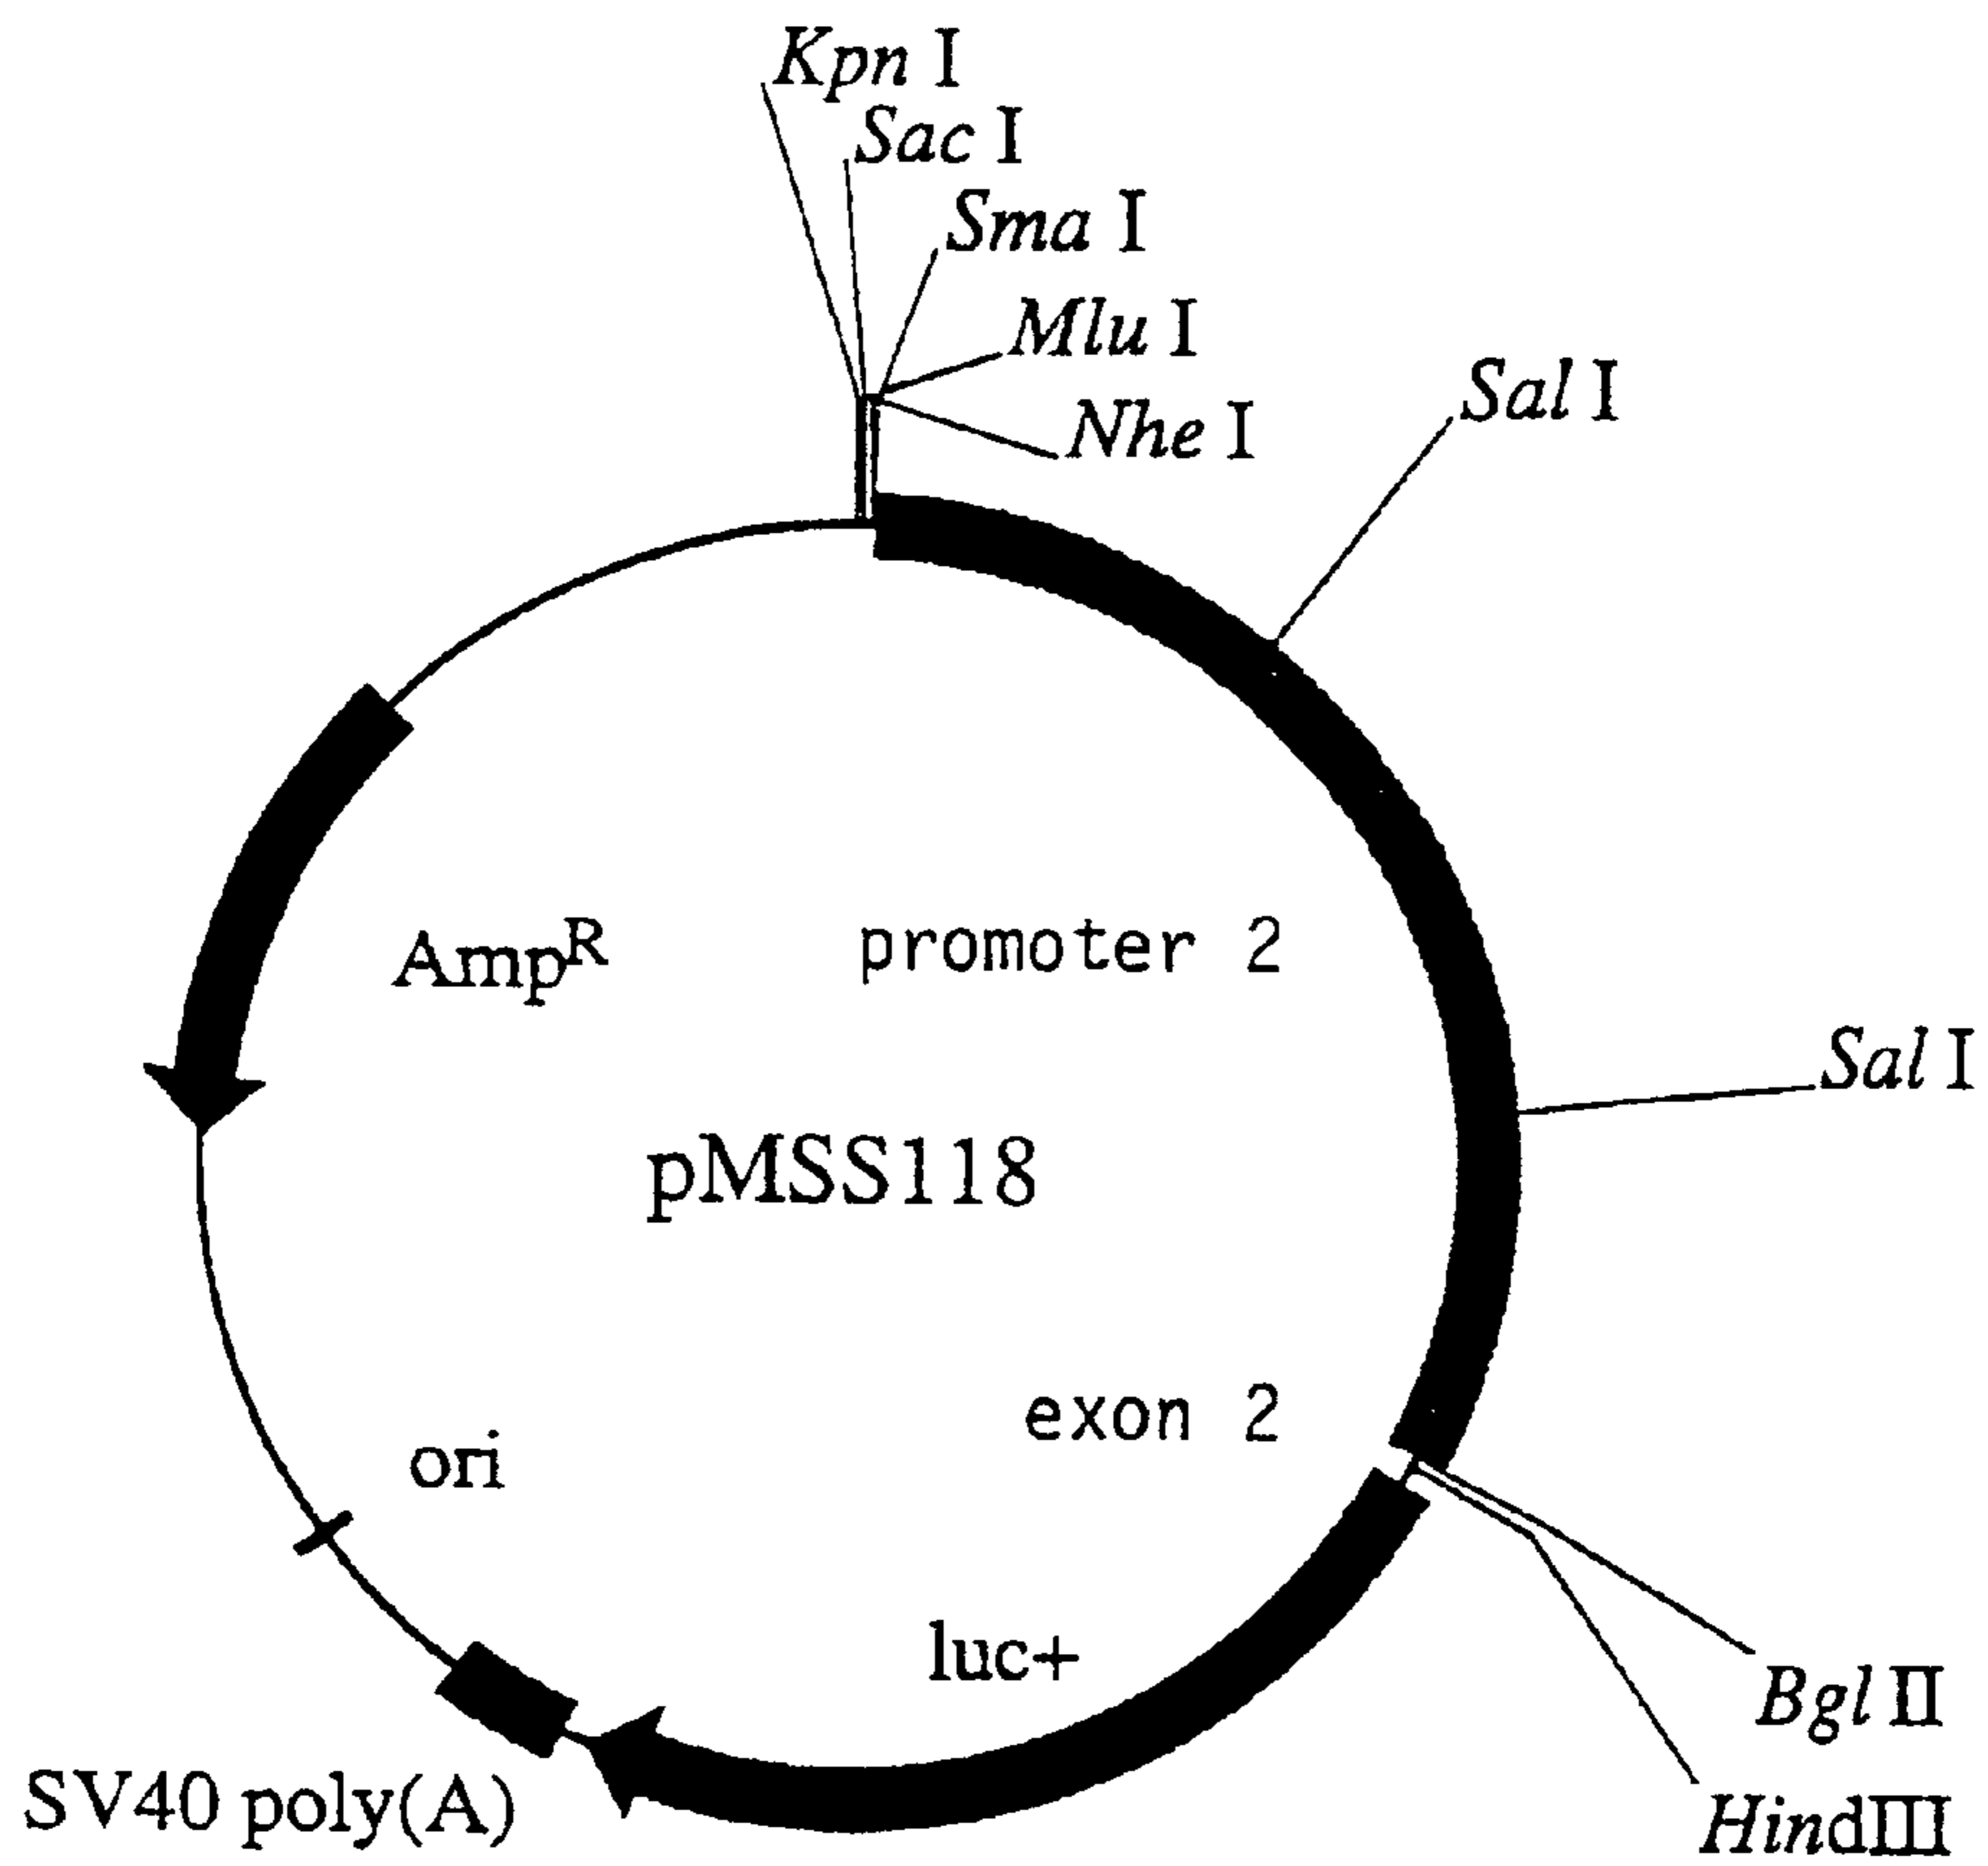 Kpn I
Sac I
Sma I
Mlu I
Nhe I
Sal I
AmpR
promoter 2
Sal I
pMSS118
exon 2
ori
luc+
Bgl II
SV40 poly(A)
HindIII